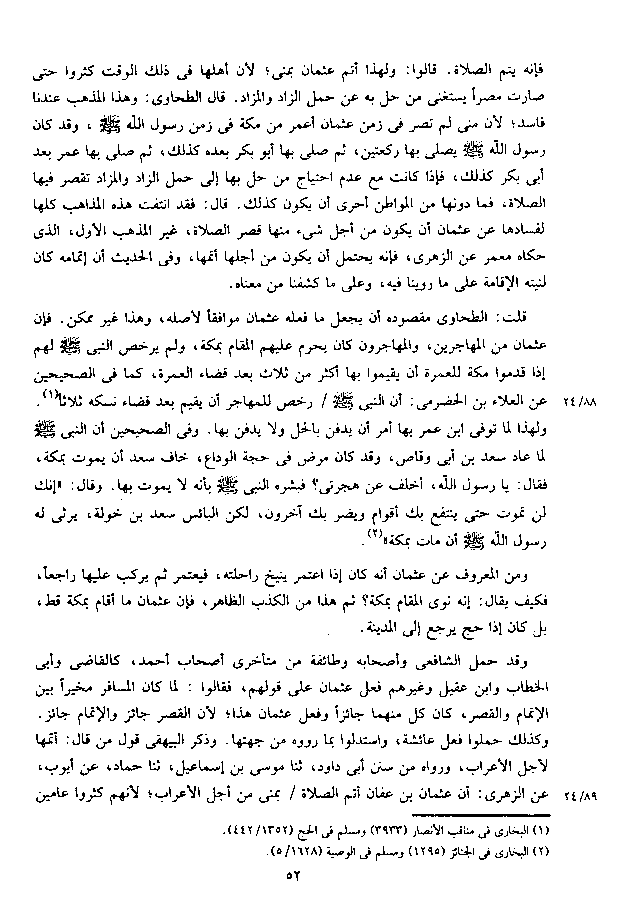 فإنه يتم الصلاة. قالوا: ولهذا أتم عثمان بمنى؛ لأن أهلها فى ذلك الوقت كثروا حتى
صارت مصراً يستغنى من حل به عن حمل الزاد والمزاد. قال الطحاوى: وهذا المذهب عندنا
فاسد؛ لأن منى لم تصر فى زمن عثمان أعمر من مكة فى زمن رسول الله ﷺ ، وقد كان
رسول الله ﷺ يصلى بها ركعتين، ثم صلى بها أبو بكر بعده كذلك، ثم صلى بها عمر بعد
أبى بكر كذلك، فإذا كانت مع عدم احتياج من حل بها إلى حمل الزاد والمزاد تقصر فيها
الصلاة، فما دونها من المواطن أحرى أن يكون كذلك. قال: فقد انتفت هذه المذاهب كلها
لفسادها عن عثمان أن يكون من أجل شىء منها قصر الصلاة، غير المذهب الأول، الذى
حكاه معمر عن الزهرى، فإنه يحتمل أن يكون من أجلها أتمها، وفى الحديث أن إتمامه كان
لنيته الإقامة على ما روينا فيه، وعلى ما كشفنا من معناه.
قلت: الطحاوى مقصوده أن يجعل ما فعله عثمان موافقاً لأصله، وهذا غير ممكن. فإن
عثمان من المهاجرين، والمهاجرون كان يحرم عليهم المقام بمكة، ولم يرخص النبى ﷺ لهم
إذا قدموا مكة للعمرة أن يقيموا بها أكثر من ثلاث بعد قضاء العمرة، كما فى الصحيحين
٢٤/٨٨ عن العلاء بن الحضرمى: أن النبى ﷺ / رخص للمهاجر أن يقيم بعد قضاء نسكه ثلاثاً(١).
ولهذا لما توفى ابن عمر بها أمر أن يدفن بالحل ولا يدفن بها. وفى الصحيحين أن النبى ﷺ
لما عاد سعد بن أبى وقاص، وقد كان مرض فى حجة الوداع، خاف سعد أن يموت بمكة،
فقال: يا رسول الله، أخلف عن هجرتى؟ فبشره النبى ﷺ بأنه لا يموت بها. وقال: «إنك
لن تموت حتى ينتفع بك أقوام ويضر بك آخرون، لكن البائس سعد بن خولة، يرثى له
رسول الله ﷺ أن مات بمكة»(٢).
ومن المعروف عن عثمان أنه كان إذا اعتمر ينيخ راحلته، فيعتمر ثم يركب عليها راجعاً،
فكيف يقال: إنه نوى المقام بمكة؟ ثم هذا من الكذب الظاهر، فإن عثمان ما أقام بمكة قط،
بل كان إذا حج يرجع إلى المدينة.
وقد حمل الشافعى وأصحابه وطائفة من متأخرى أصحاب أحمد، كالقاضى وأبى
الخطاب وابن عقيل وغيرهم فعل عثمان على قولهم، فقالوا : لما كان المسافر مخيراً بين
الإتمام والقصر، كان كل منهما جائزاً وفعل عثمان هذا؛ لأن القصر جائز والإتمام جائز.
وكذلك حملوا فعل عائشة، واستدلوا بما رووه من جهتها. وذكر البيهقى قول من قال: أتمها
لأجل الأعراب، ورواه من سنن أبى داود، ثنا موسى بن إسماعيل، ثنا حماد، عن أيوب،
٢٤/٨٩ عن الزهرى: أن عثمان بن عفان أتم الصلاة / بمنى من أجل الأعراب؛ لأنهم كثروا عامين
(١) البخارى فى مناقب الأنصار (٣٩٣٣) ومسلم فى الحج (١٣٥٢/ ٤٤٢).
(٢) البخارى فى الجنائز (١٢٩٥) ومسلم فى الوصية (١٦٢٨/ ٥).
٥٢